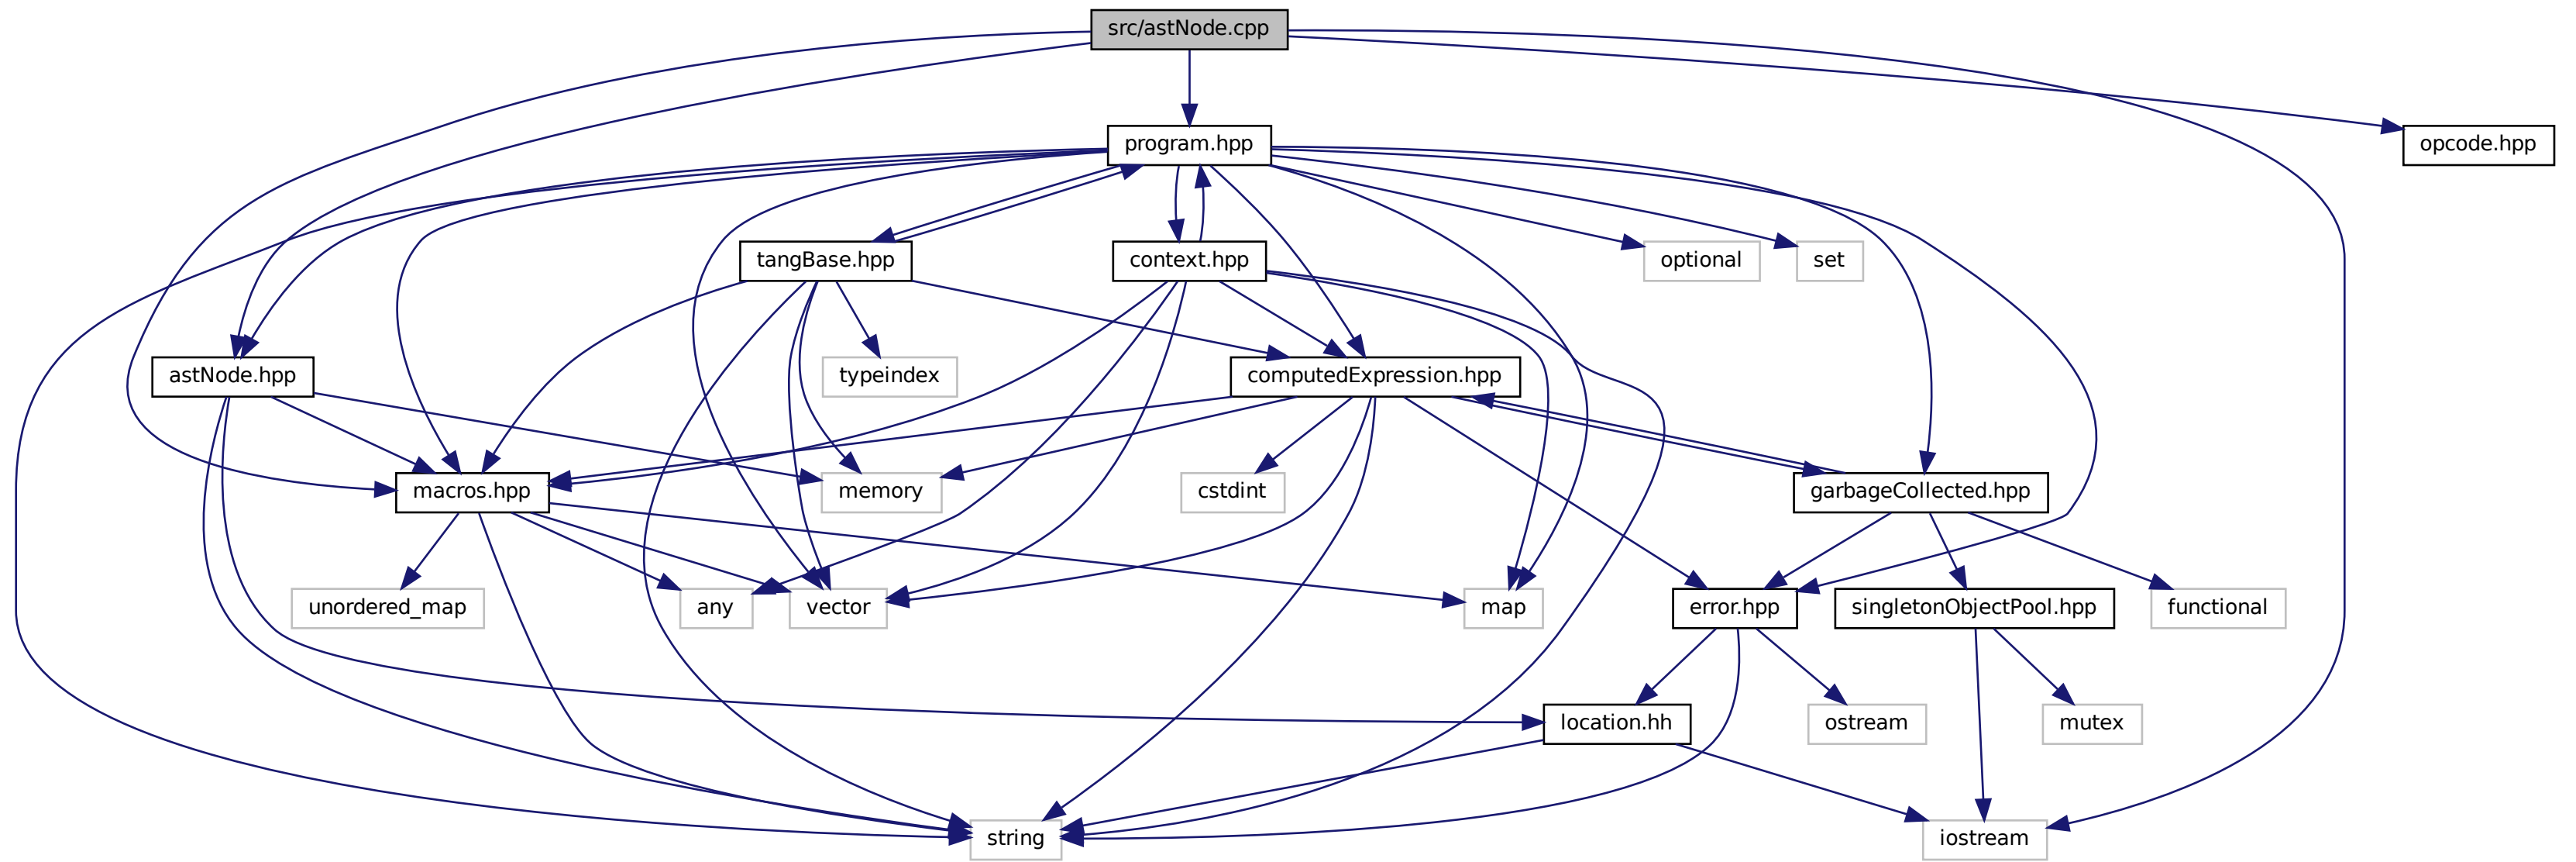 src/astNode.cpp
program.hpp
opcode.hpp
tangBase.hpp
context.hpp
optional
set
astNode.hpp
typeindex
computedExpression.hpp
macros.hpp
memory
cstdint
garbageCollected.hpp
unordered_map
any
vector
map
error.hpp
singletonObjectPool.hpp
functional
location.hh
ostream
mutex
string
iostream